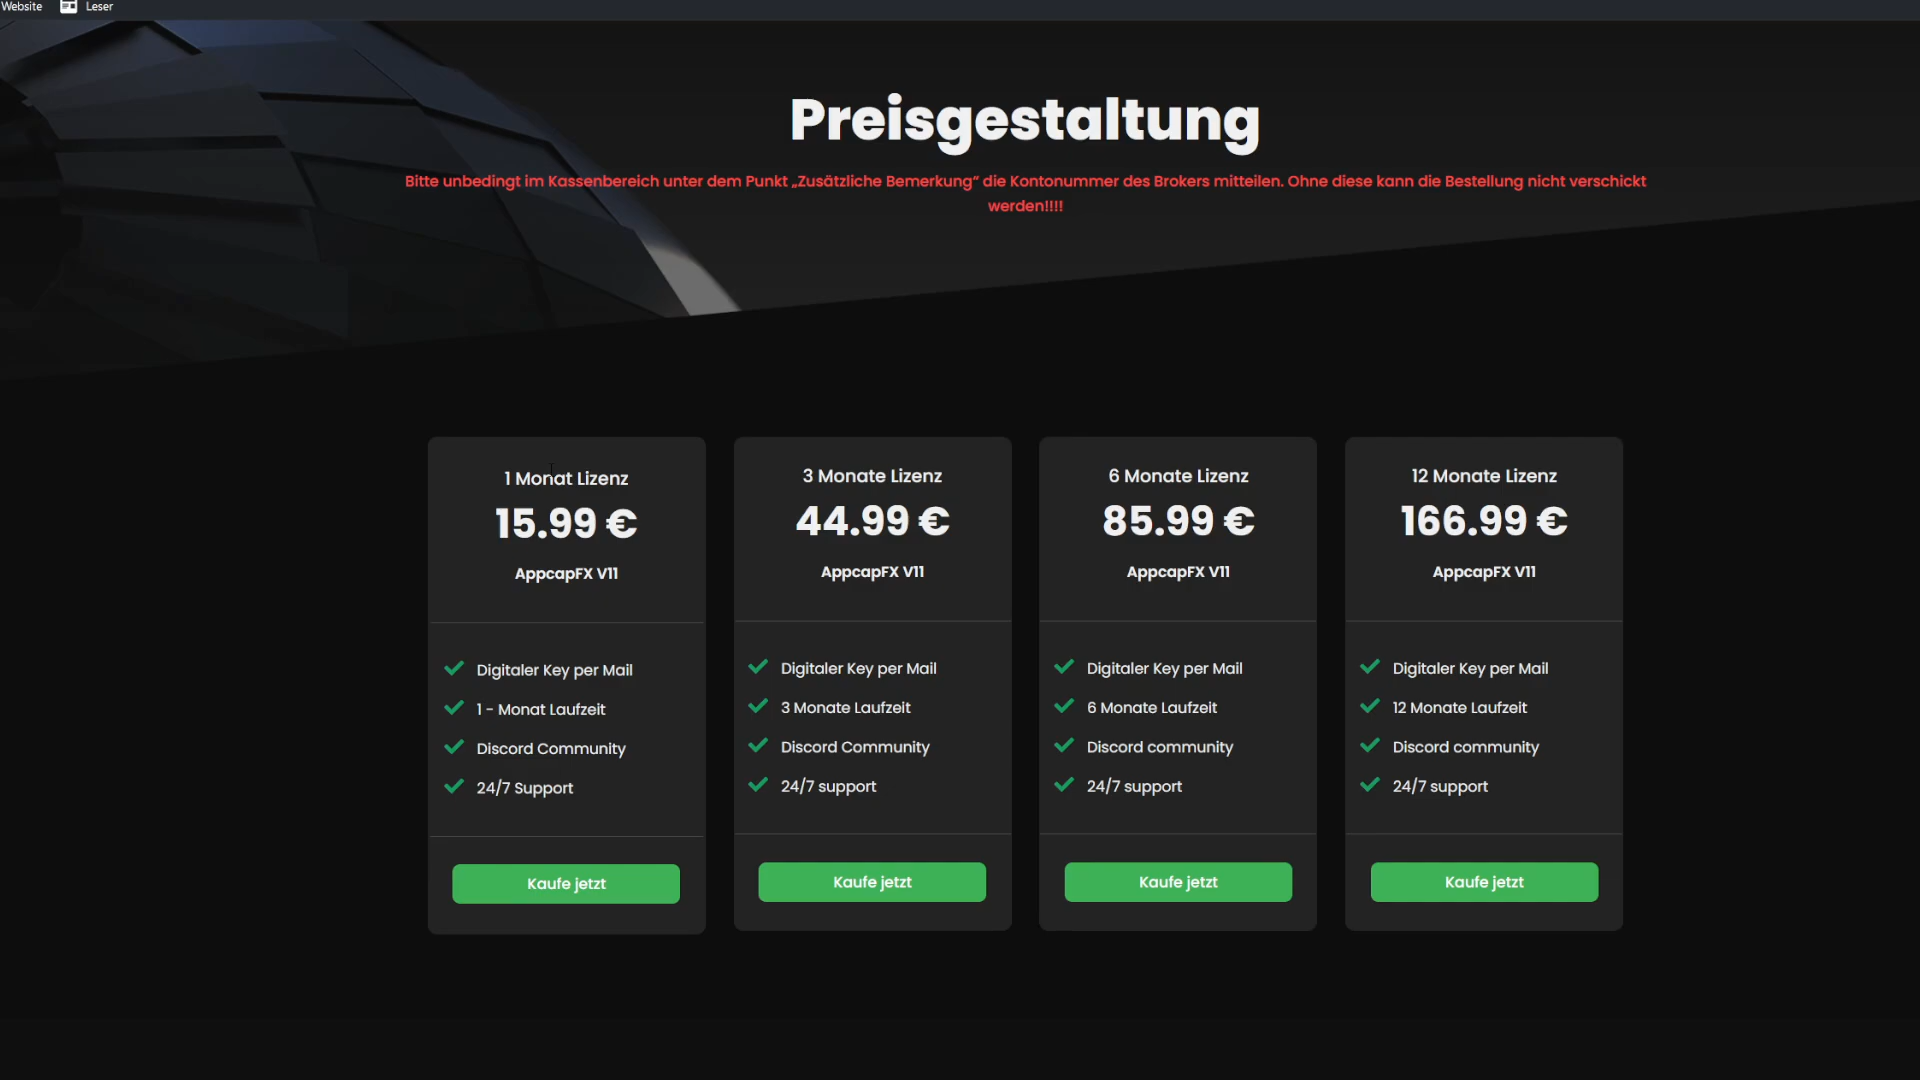 Website Leser
Preisgestaltung
Bitte unbedingt im Kassenbereich unter dem Punkt „Zusätzliche Bemerkung“ die Kontonummer des Brokers mitteilen. Ohne diese kann die Bestellung nicht verschickt
werden!!!!
1 Monat Lizenz
15.99 €
AppcapFX V11
Digitaler Key per Mail
1 - Monat Laufzeit
Discord Community
24/7 Support
Kaufe jetzt
3 Monate Lizenz
44.99 €
AppcapFX V11
Digitaler Key per Mail
3 Monate Laufzeit
Discord Community
24/7 support
Kaufe jetzt
6 Monate Lizenz
85.99 €
AppcapFX V11
Digitaler Key per Mail
6 Monate Laufzeit
Discord community
24/7 support
Kaufe jetzt
12 Monate Lizenz
166.99 €
AppcapFX V11
Digitaler Key per Mail
12 Monate Laufzeit
Discord community
24/7 support
Kaufe jetzt